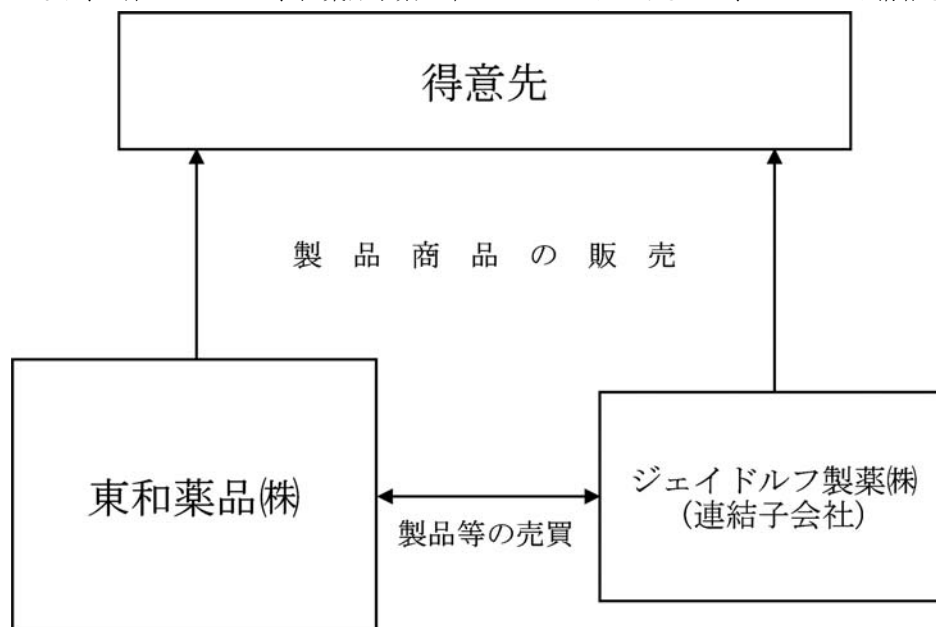 得意先
製品商品の販売
東和薬品㈱
製品等の売買
ジェイドルフ製薬㈱
(連結子会社)